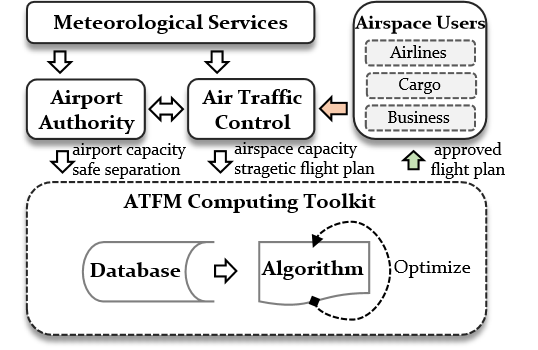 Meteorological Services
Airspace Users
Airlines
Cargo
Business
Airport
Authority
Air Traffic
Control
airport capacity
safe separation
airspace capacity
stragetic flight plan
approved
flight plan
ATFM Computing Toolkit
Database
Algorithm
Optimize